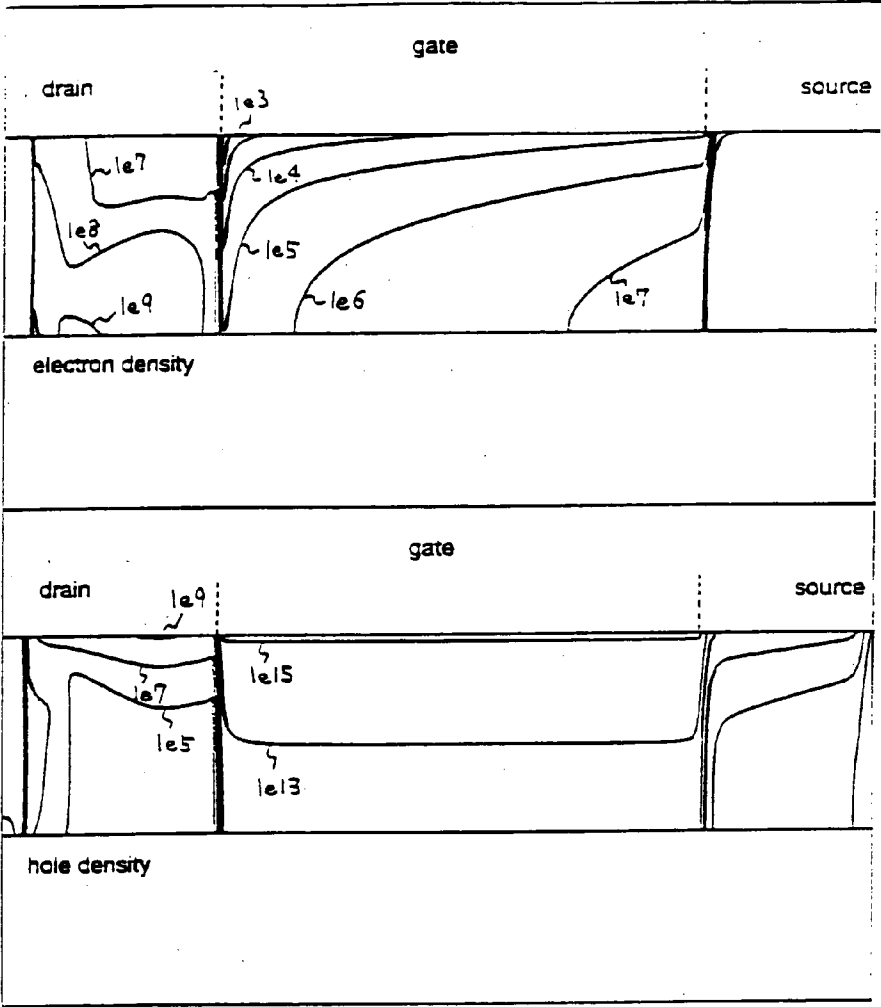 gate
drain
source
1e3
1e7
1e4
1e8
1e5
1e9
1e6
1e7
electron density
gate
drain
source
1e9
1e7
1e15
1e5
1e13
hole density